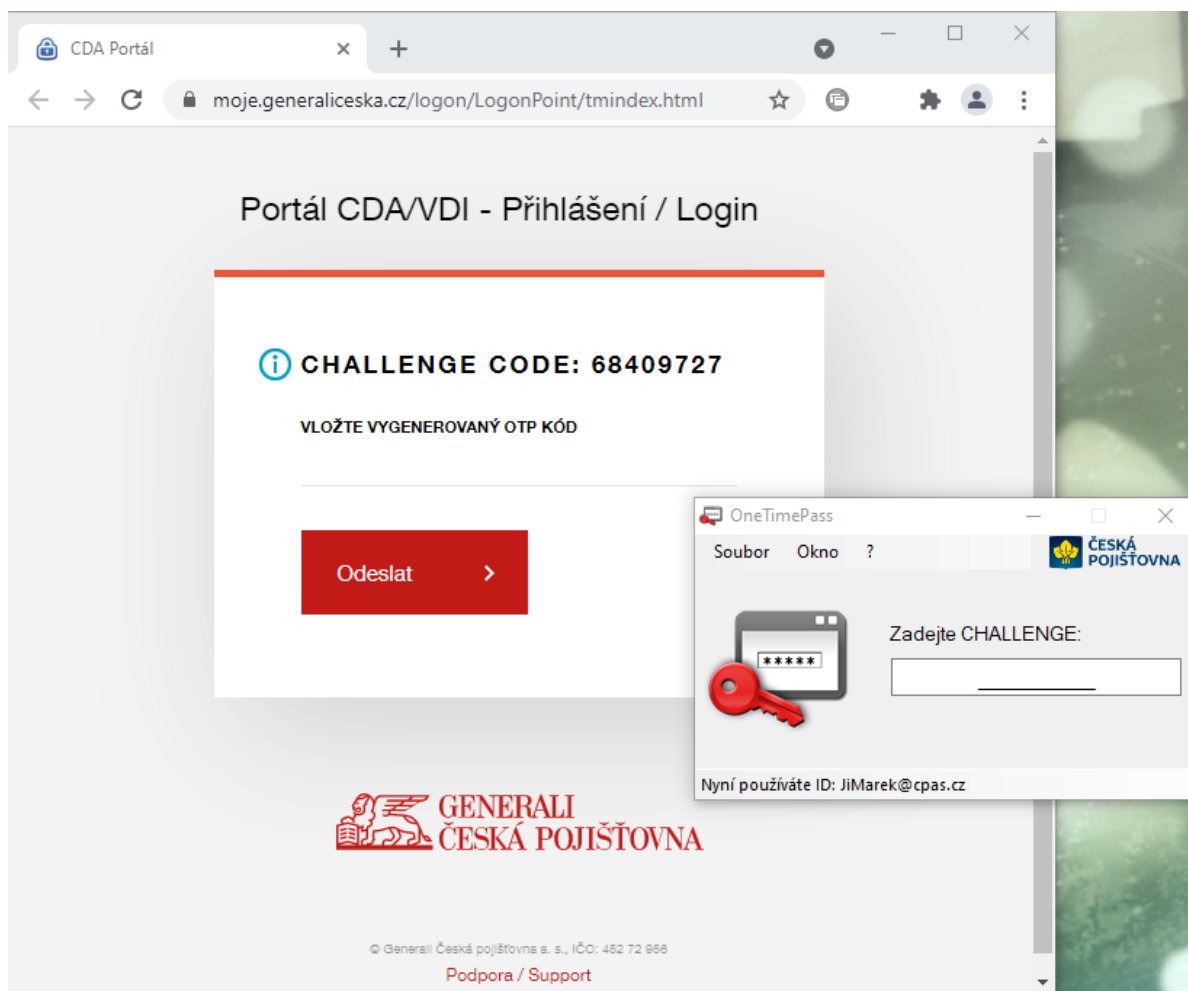 CDA Portál
moje.generaliceska.cz/logon/LogonPoint/tmindex.html
Portál CDA/VDI - Přihlášení / Login
CHALLENGE CODE: 68409727
VLOŽTE VYGENEROVANÝ OTP KÓD
Odeslat
OneTimePass
Soubor Okno ?
ČESKÁ
POJIŠŤOVNA
Zadejte CHALLENGE:
*****
Nyní používáte ID: JiMarek@cpas.cz
GENERALI
ČESKÁ POJIŠŤOVNA
© Generali Česká pojišťovna a. s., IČO: 452 72 956
Podpora / Support